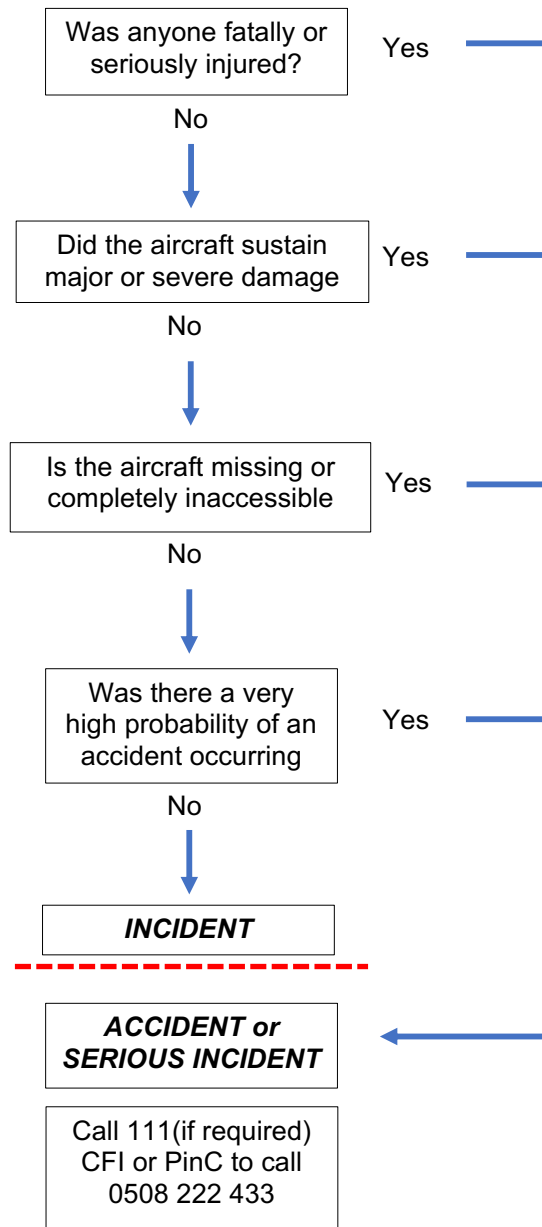 Was anyone fatally or
seriously injured?
Yes
No
Did the aircraft sustain
major or severe damage
Yes
No
Is the aircraft missing or
completely inaccessible
Yes
No
Was there a very
high probability of an
accident occurring
Yes
No
INCIDENT
ACCIDENT or
SERIOUS INCIDENT
Call 111(if required)
CFI or PinC to call
0508 222 433